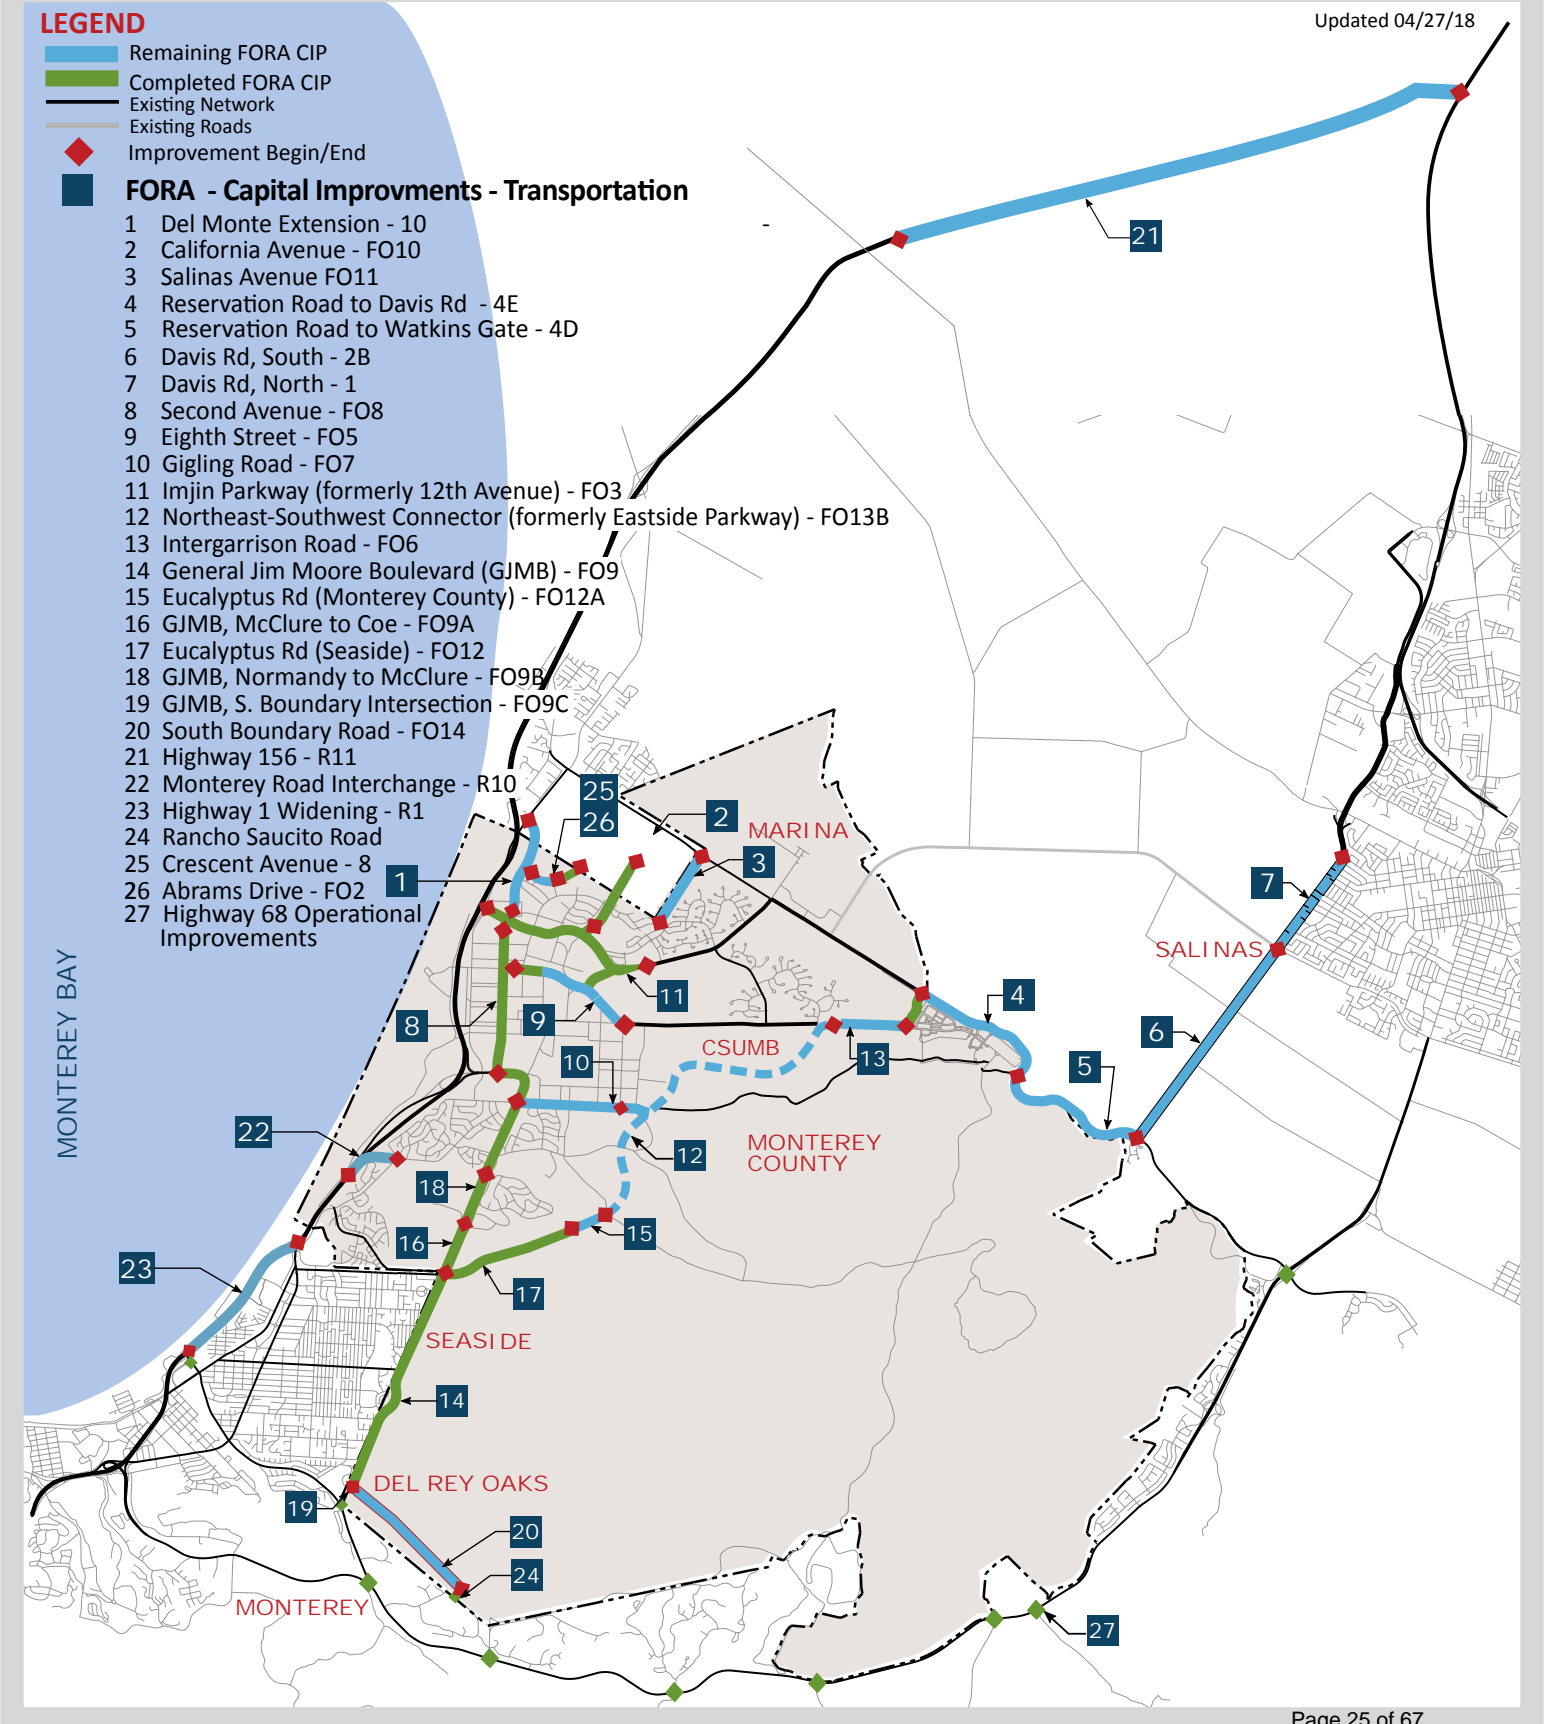 LEGEND
Updated 04/27/18
Remaining FORA CIP
Completed FORA CIP
Existing Network
Existing Roads
Improvement Begin/End
FORA - Capital Improvments - Transportation
1 Del Monte Extension - 10
2 California Avenue - FO10
3 Salinas Avenue FO11
4 Reservation Road to Davis Rd - 4E
5 Reservation Road to Watkins Gate - 4D
6 Davis Rd, South - 2B
7 Davis Rd, North - 1
8 Second Avenue - FO8
9 Eighth Street - FO5
10 Gigling Road - FO7
11 Imjin Parkway (formerly 12th Avenue) - FO3
12 Northeast-Southwest Connector (formerly Eastside Parkway) - FO13B
13 Intergarrison Road - FO6
14 General Jim Moore Boulevard (GJMB) - FO9
15 Eucalyptus Rd (Monterey County) - FO12A
16 GJMB, McClure to Coe - FO9A
17 Eucalyptus Rd (Seaside) - FO12
18 GJMB, Normandy to McClure - FO9B
19 GJMB, S. Boundary Intersection - FO9C
20 South Boundary Road - FO14
21 Highway 156 - R11
22 Monterey Road Interchange - R10
23 Highway 1 Widening - R1
24 Rancho Saucito Road
25 Crescent Avenue - 8
26 Abrams Drive - FO2
27 Highway 68 Operational
Improvements
-
21
25
26
2
MARINA
3
1
7
SALINAS
MONTEREY BAY
11
4
8
9
6
CSUMB
10
13
5
22
12
MONTEREY
COUNTY
18
16
15
23
17
SEASIDE
14
DEL REY OAKS
19
20
24
MONTEREY
27
Page 25 of 67